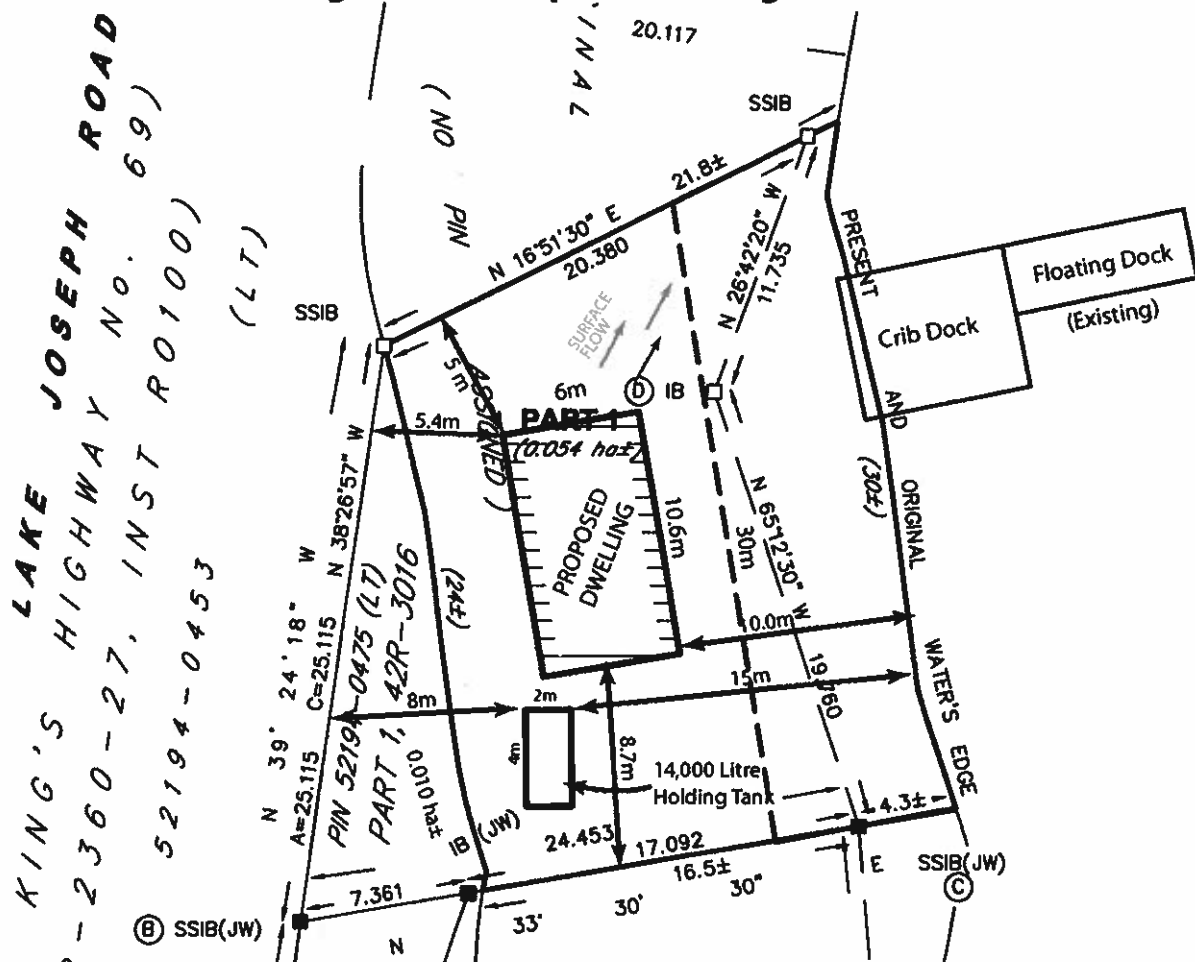 20.117
INAL
LAKE JOSEPH ROAD
KING'S HIGHWAY No. 69)
-2360-27, INST RO1100)
52194-0453
(LT)
(NO
PIN
ASSIGNED)
SSIB
21.8±
N 16°51'30" E
20.380
N 26°42'20" W
11.735
PRESENT
AND
ORIGINAL
WATER'S
EDGE
Floating Dock
(Existing)
Crib Dock
SSIB
SURFACE
FLOW
5 m
6m
D IB
PART 1
(0.054 ha±)
5.4m
PROPOSED
DWELLING
10.6m
30m
N 65°12'30" W
19.760
(30±)
N 38°26'57" W
N 39° 24' 18" W
C=25.115
A=25.115
PIN 52194-0475 (LT)
PART 1, 42R-3016
0.010 ha±
(24±)
8m
2m
4m
8.7m
15m
14,000 Litre
Holding Tank
4.3±
IB (JW)
24.453
17.092
16.5±
7.361
N
33'
30'
30"
E
SSIB(JW)
C
B SSIB(JW)